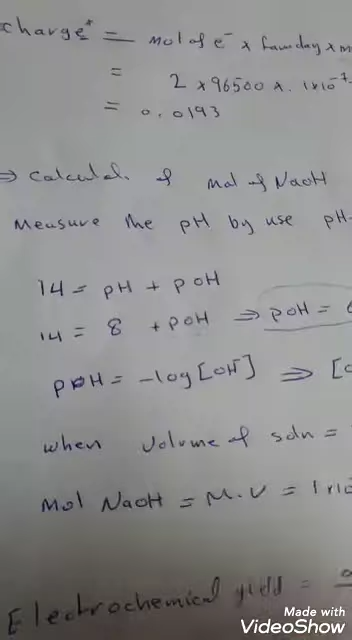 charge* = mol of e⁻ x farday x m
= 2 x 96500 x . 1x10⁻⁷
= 0.0193
⇒ Calculat. of mol of NaOH
Measure the pH by use pH-
14 = pH + pOH
14 = 8 + pOH ⇒ pOH =
pOH = -log [OH⁻] ⇒ [
when Volume of soln =
Mol NaOH = M.V = 1x10
Electrochemical yield =
Made with
VideoShow